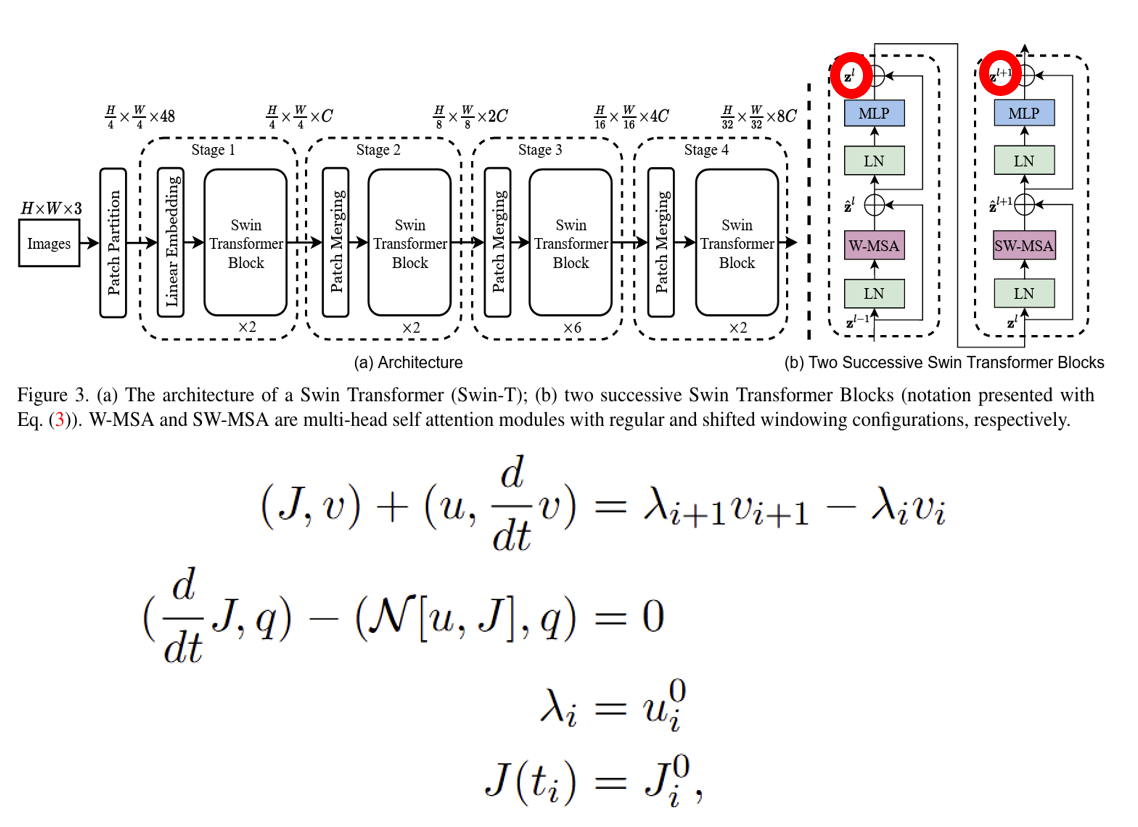 H/4 × W/4 × 48
H/4 × W/4 × C
H/8 × W/8 × 2C
H/16 × W/16 × 4C
H/32 × W/32 × 8C
Stage 1
Stage 2
Stage 3
Stage 4
H×W×3
Images
Patch Partition
Linear Embedding
Swin
Transformer
Block
×2
Patch Merging
Swin
Transformer
Block
×2
Patch Merging
Swin
Transformer
Block
×6
Patch Merging
Swin
Transformer
Block
×2
(a) Architecture
z^l
MLP
LN
ẑ^l
W-MSA
LN
z^{l−1}
z^{l+1}
MLP
LN
ẑ^{l+1}
SW-MSA
LN
z^l
(b) Two Successive Swin Transformer Blocks
Figure 3. (a) The architecture of a Swin Transformer (Swin-T); (b) two successive Swin Transformer Blocks (notation presented with
Eq. (3)). W-MSA and SW-MSA are multi-head self attention modules with regular and shifted windowing configurations, respectively.
(J, v) + (u, d/dt v) = λ_{i+1}v_{i+1} − λ_i v_i
(d/dt J, q) − (𝒩[u, J], q) = 0
λ_i = u_i^0
J(t_i) = J_i^0,